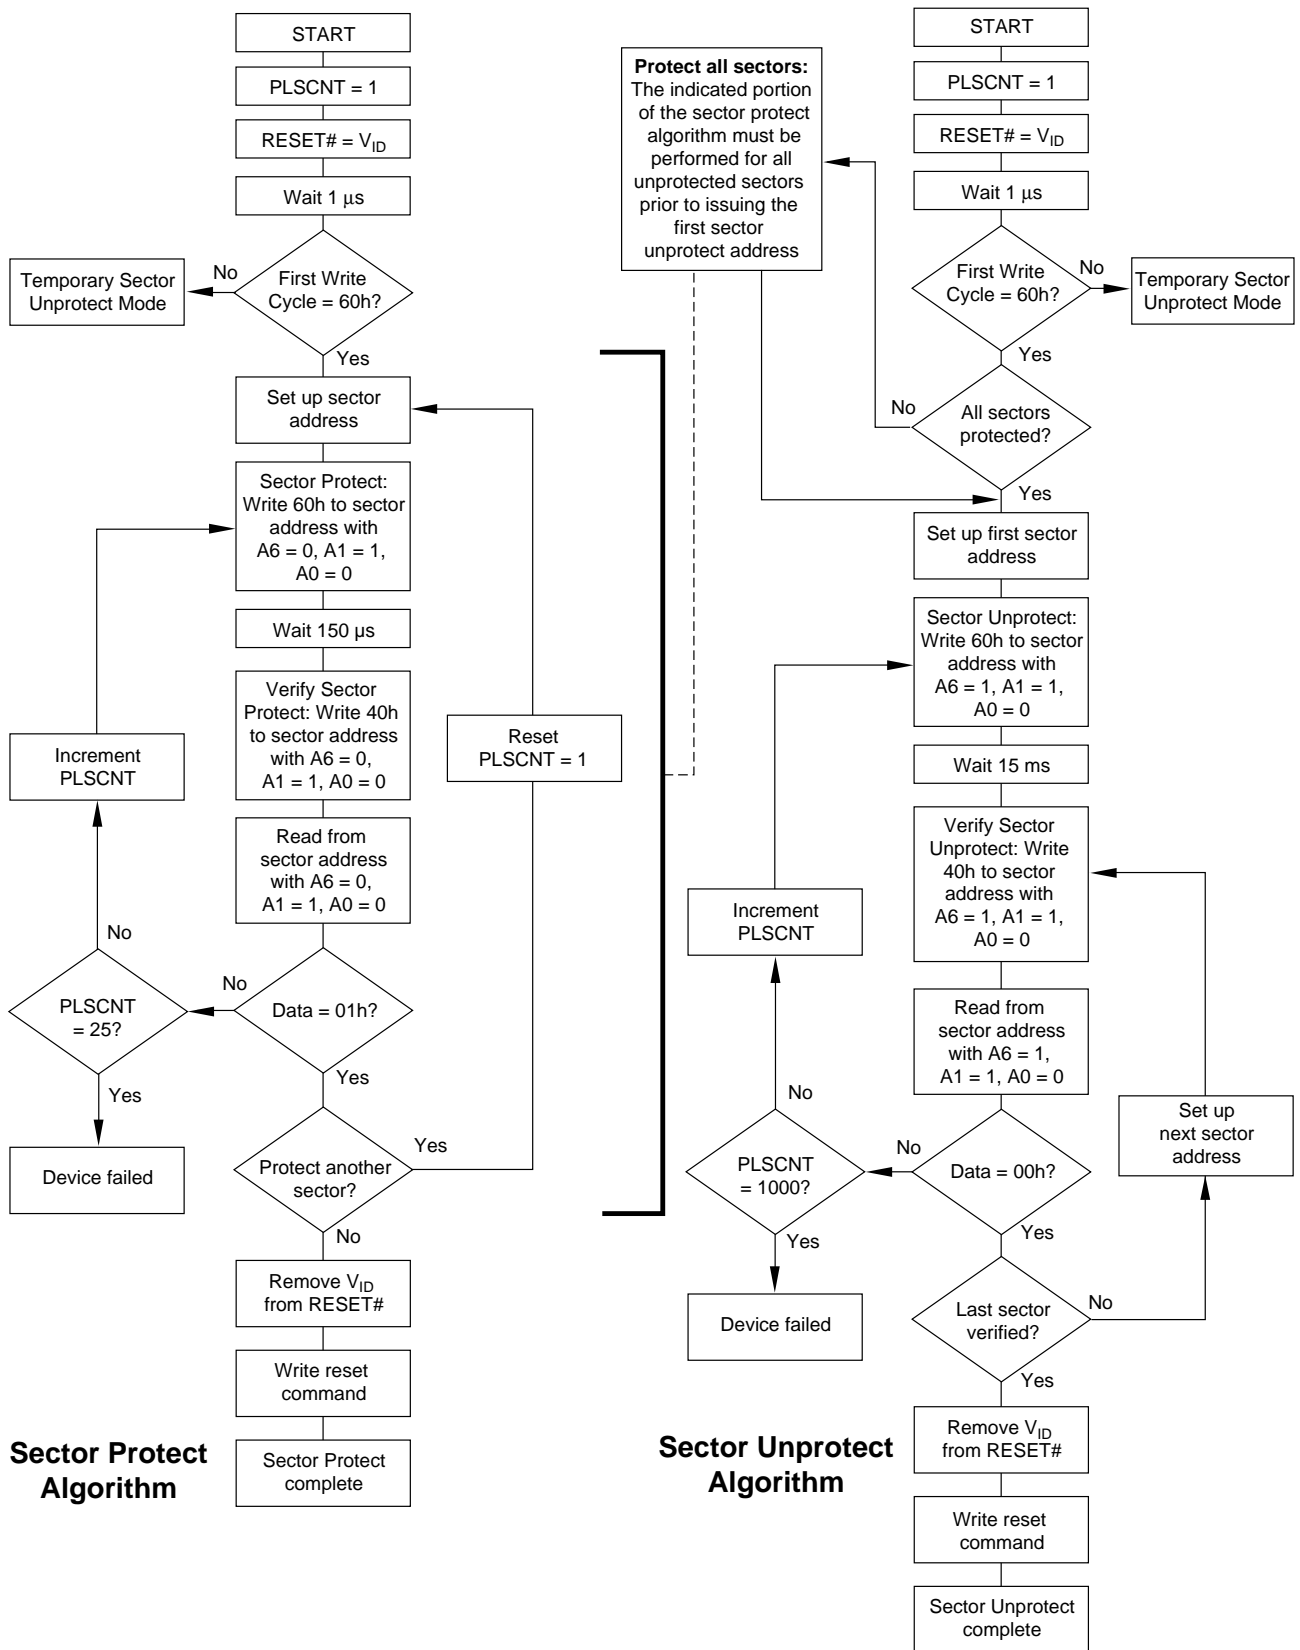 START
PLSCNT = 1
RESET# = VID
Wait 1 μs
First Write
Cycle = 60h?
No
Temporary Sector
Unprotect Mode
Yes
Set up sector
address
Sector Protect:
Write 60h to sector
address with
A6 = 0, A1 = 1,
A0 = 0
Wait 150 µs
Verify Sector
Protect: Write 40h
to sector address
with A6 = 0,
A1 = 1, A0 = 0
Reset
PLSCNT = 1
Increment
PLSCNT
Read from
sector address
with A6 = 0,
A1 = 1, A0 = 0
No
No
PLSCNT
= 25?
Data = 01h?
Yes
Yes
Device failed
Yes
Protect another
sector?
No
Remove VID
from RESET#
Write reset
command
Sector Protect
complete
Sector Protect
Algorithm
Protect all sectors:
The indicated portion
of the sector protect
algorithm must be
performed for all
unprotected sectors
prior to issuing the
first sector
unprotect address
START
PLSCNT = 1
RESET# = VID
Wait 1 μs
First Write
Cycle = 60h?
No
Temporary Sector
Unprotect Mode
Yes
No
All sectors
protected?
Yes
Set up first sector
address
Sector Unprotect:
Write 60h to sector
address with
A6 = 1, A1 = 1,
A0 = 0
Wait 15 ms
Verify Sector
Unprotect: Write
40h to sector
address with
A6 = 1, A1 = 1,
A0 = 0
Increment
PLSCNT
Read from
sector address
with A6 = 1,
A1 = 1, A0 = 0
No
No
PLSCNT
= 1000?
Data = 00h?
Set up
next sector
address
Yes
Yes
Device failed
Last sector
verified?
No
Yes
Remove VID
from RESET#
Write reset
command
Sector Unprotect
complete
Sector Unprotect
Algorithm